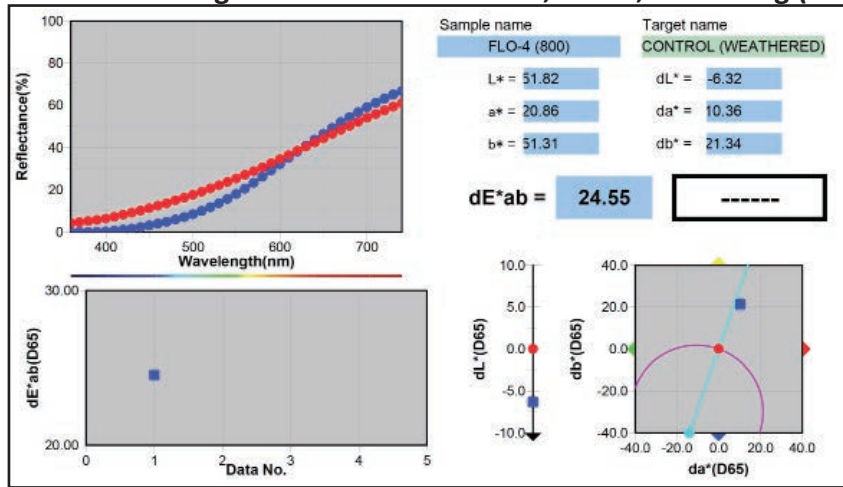 Sample name
Target name
FLO-4 (800)
CONTROL (WEATHERED)
L* = 51.82
dL* = -6.32
a* = 20.86
da* = 10.36
b* = 51.31
db* = 21.34
dE*ab = 24.55
------
Reflectance(%)
100
80
60
40
20
0
400
500
600
700
Wavelength(nm)
dE*ab(D65)
30.00
20.00
0
1
2
3
4
5
Data No.
dL*(D65)
10.0
5.0
0.0
-5.0
-10.0
db*(D65)
40.0
20.0
0.0
-20.0
-40.0
-40.0
-20.0
0.0
20.0
40.0
da*(D65)